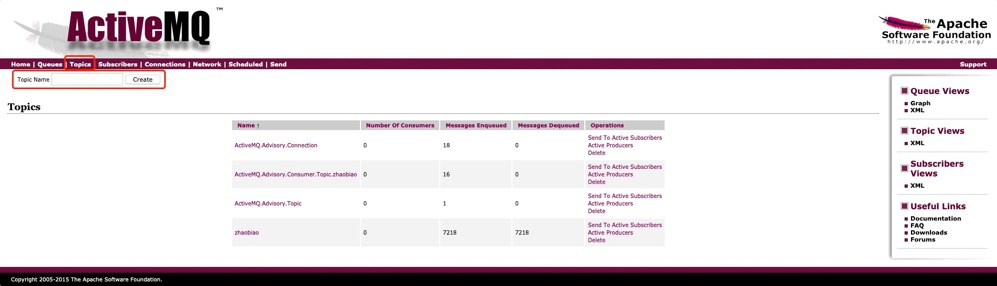 ActiveMQ™
The Apache
Software Foundation
http://www.apache.org/
Home | Queues | Topics | Subscribers | Connections | Network | Scheduled | Send
Support
Topic Name Create
Topics
Name ↑ Number Of Consumers Messages Enqueued Messages Dequeued Operations
ActiveMQ.Advisory.Connection 0 18 0 Send To Active Subscribers
Active Producers
Delete
ActiveMQ.Advisory.Consumer.Topic.zhaobiao 0 16 0 Send To Active Subscribers
Active Producers
Delete
ActiveMQ.Advisory.Topic 0 1 0 Send To Active Subscribers
Active Producers
Delete
zhaobiao 0 7218 7218 Send To Active Subscribers
Active Producers
Delete
Queue Views
Graph
XML
Topic Views
XML
Subscribers
Views
XML
Useful Links
Documentation
FAQ
Downloads
Forums
Copyright 2005-2015 The Apache Software Foundation.